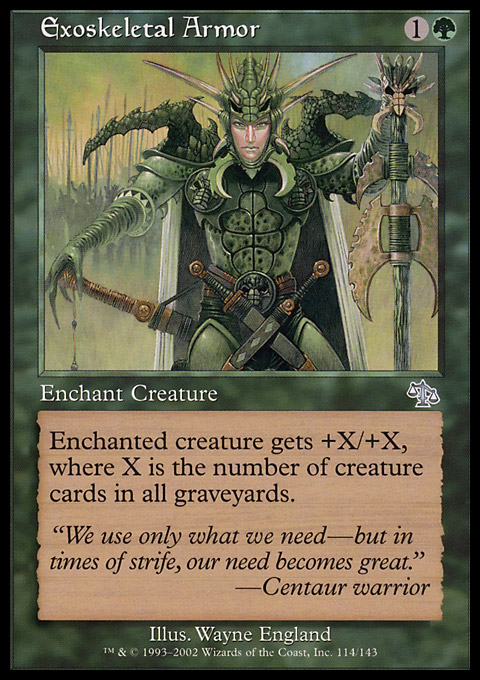 Exoskeletal Armor 1
Enchant Creature
Enchanted creature gets +X/+X,
where X is the number of creature
cards in all graveyards.
“We use only what we need—but in
times of strife, our need becomes great.”
—Centaur warrior
Illus. Wayne England
™ & © 1993–2002 Wizards of the Coast, Inc. 114/143